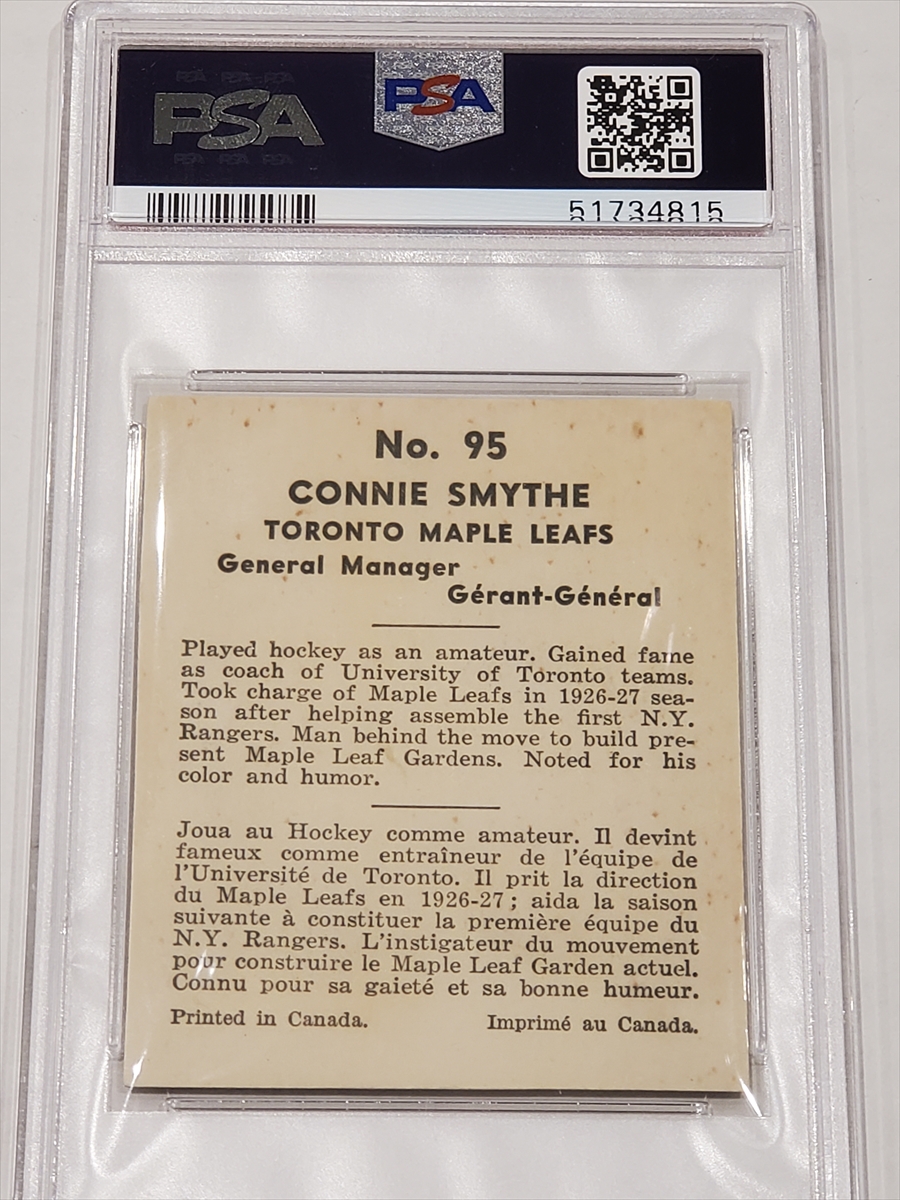 PSA PSA PSA
PSA
PSA PSA PSA
PSA
51734815
No. 95
CONNIE SMYTHE
TORONTO MAPLE LEAFS
General Manager
Gérant-Général
Played hockey as an amateur. Gained fame
as coach of University of Toronto teams.
Took charge of Maple Leafs in 1926-27 sea-
son after helping assemble the first N.Y.
Rangers. Man behind the move to build pre-
sent Maple Leaf Gardens. Noted for his
color and humor.
Joua au Hockey comme amateur. Il devint
fameux comme entraîneur de l'équipe de
l'Université de Toronto. Il prit la direction
du Maple Leafs en 1926-27; aida la saison
suivante à constituer la première équipe du
N.Y. Rangers. L'instigateur du mouvement
pour construire le Maple Leaf Garden actuel.
Connu pour sa gaieté et sa bonne humeur.
Printed in Canada. Imprimé au Canada.